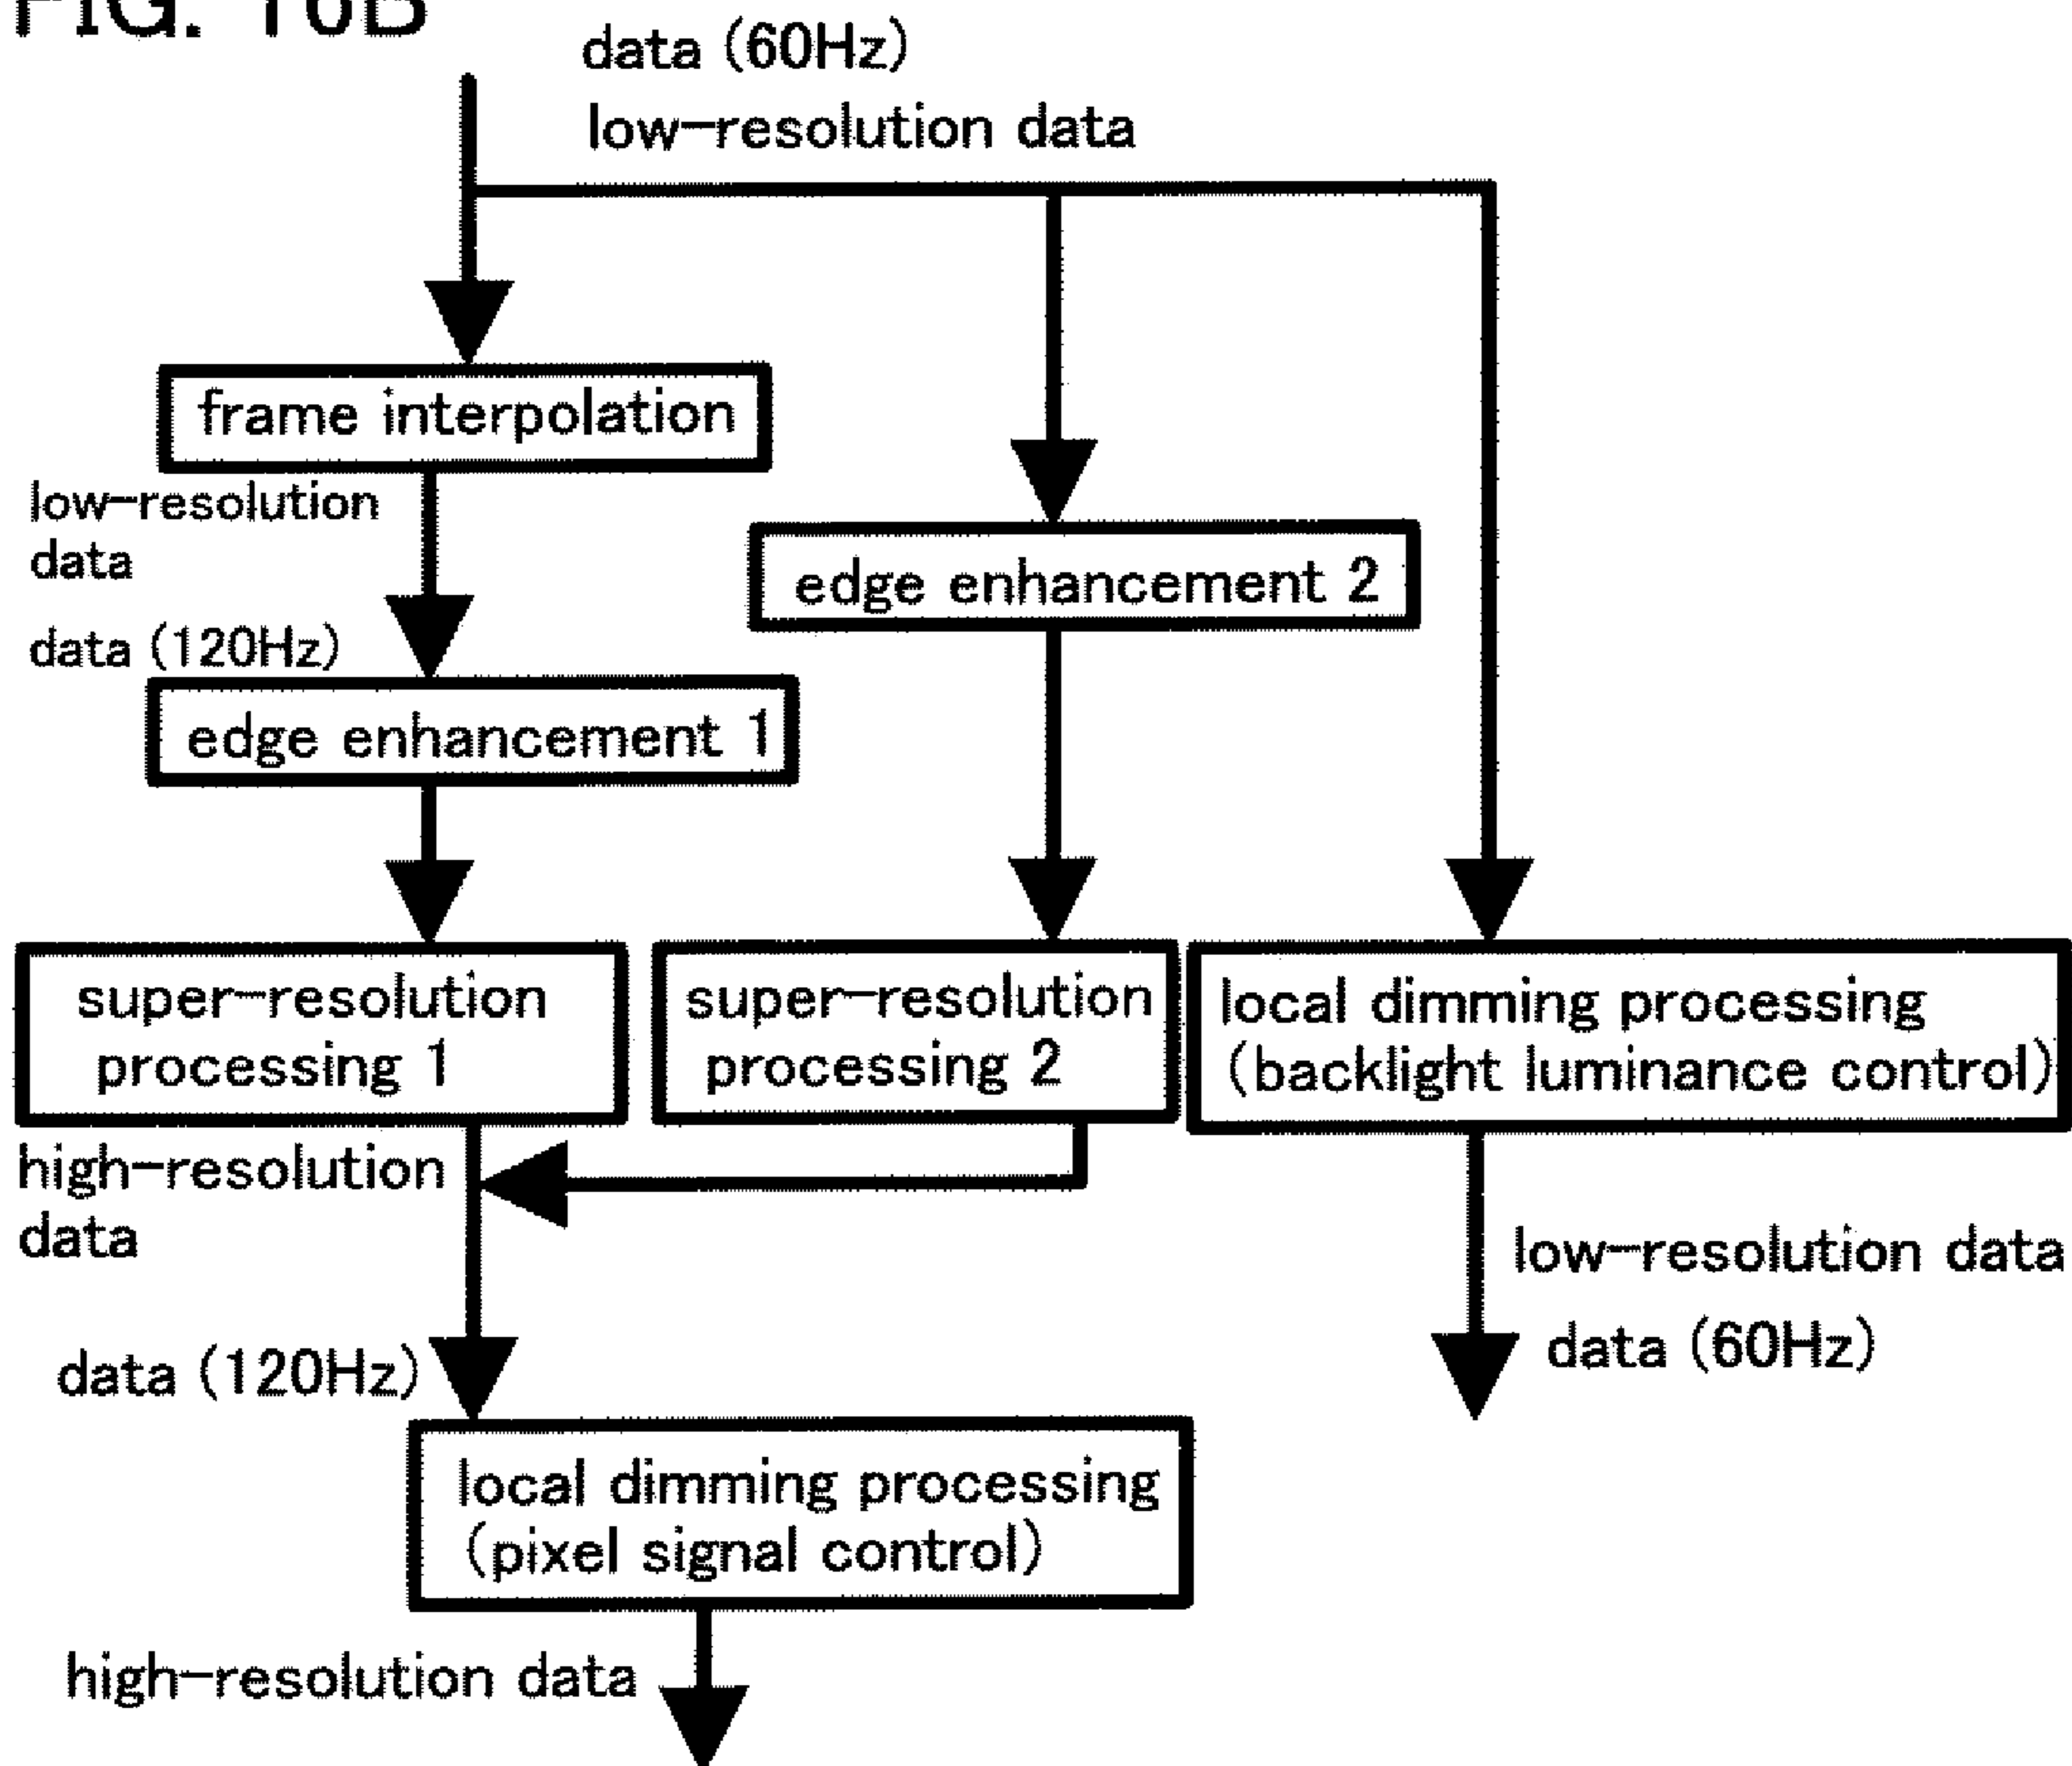 FIG. 16B
data (60Hz)
low-resolution data
frame interpolation
low-resolution
data
data (120Hz)
edge enhancement 2
edge enhancement 1
super-resolution
processing 1
super-resolution
processing 2
local dimming processing
(backlight luminance control)
high-resolution
data
data (120Hz)
low-resolution data
data (60Hz)
local dimming processing
(pixel signal control)
high-resolution data